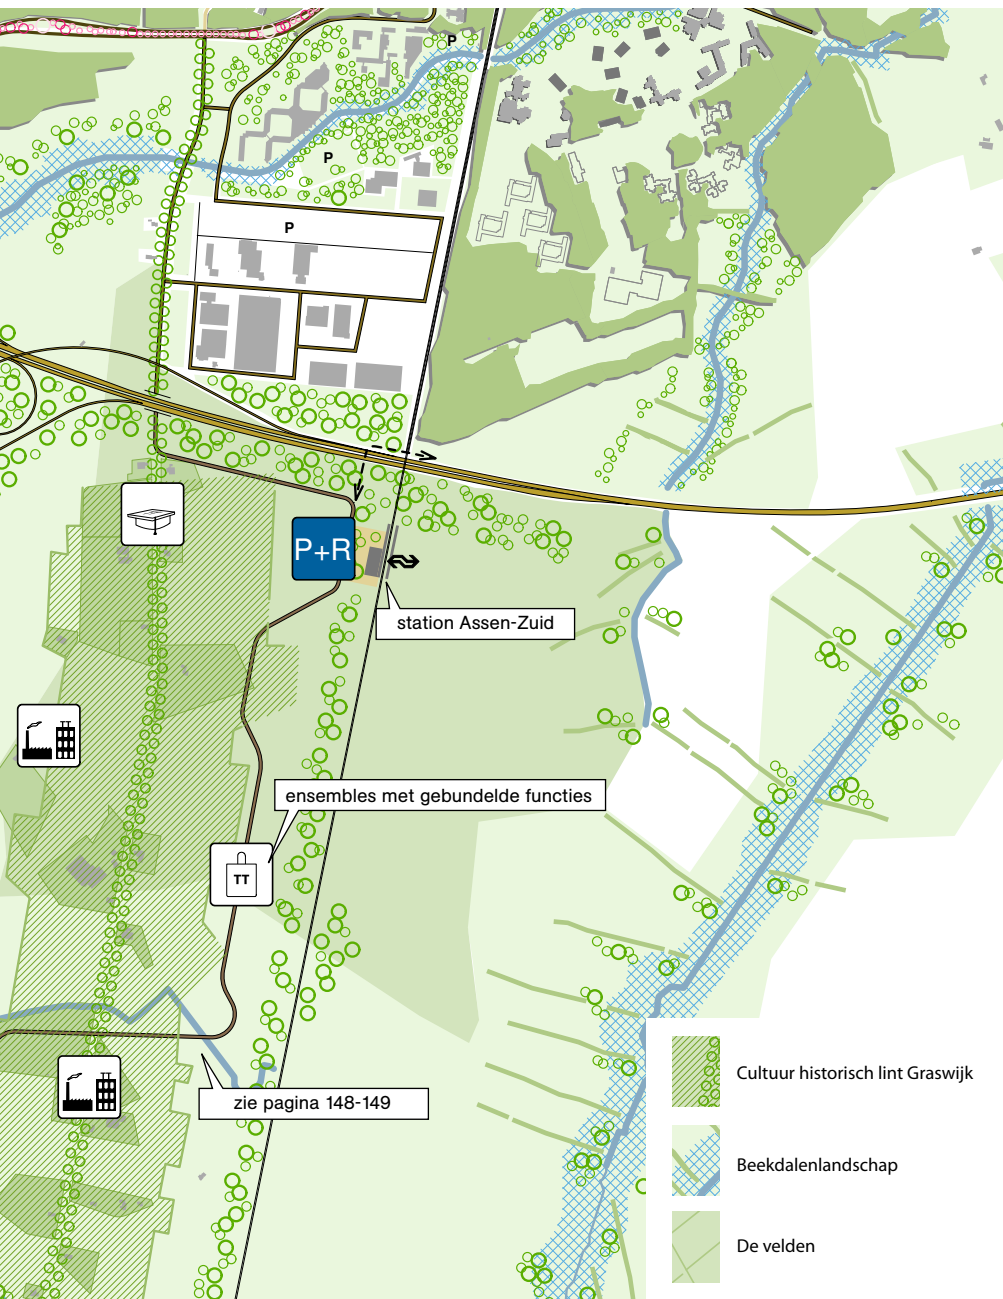 P
P
P
P+R
station Assen-Zuid
ensembles met gebundelde functies
TT
zie pagina 148-149
Cultuur historisch lint Graswijk
Beekdalenlandschap
De velden